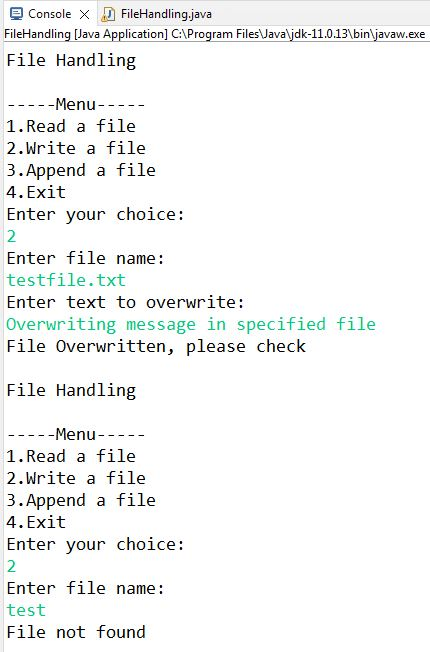 Console FileHandling.java
FileHandling [Java Application] C:\Program Files\Java\jdk-11.0.13\bin\javaw.exe
File Handling
-----Menu-----
1.Read a file
2.Write a file
3.Append a file
4.Exit
Enter your choice:
2
Enter file name:
testfile.txt
Enter text to overwrite:
Overwriting message in specified file
File Overwritten, please check
File Handling
-----Menu-----
1.Read a file
2.Write a file
3.Append a file
4.Exit
Enter your choice:
2
Enter file name:
test
File not found